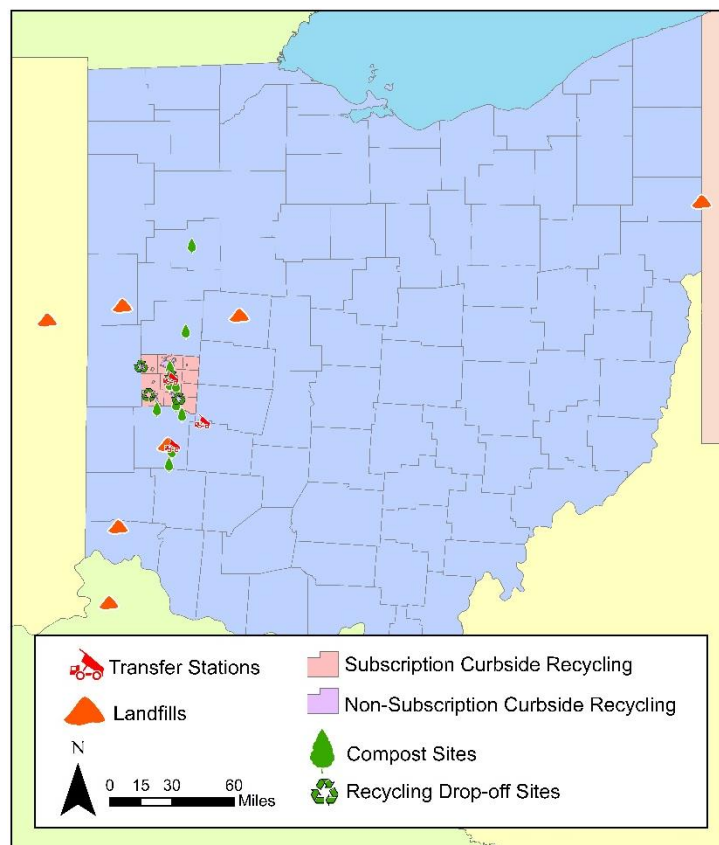 Transfer Stations
Landfills
N
0 15 30 60
Miles
Subscription Curbside Recycling
Non-Subscription Curbside Recycling
Compost Sites
Recycling Drop-off Sites